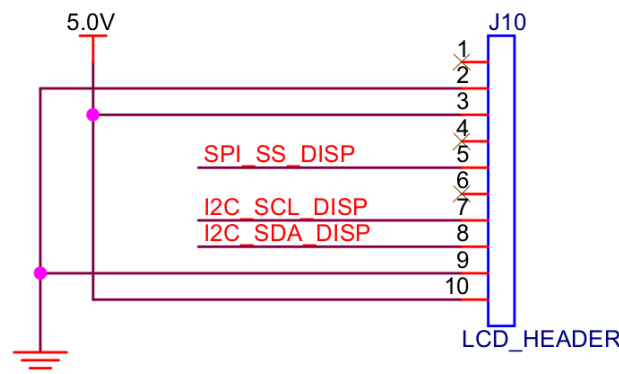 5.0V
J10
1
2
3
4
SPI_SS_DISP
5
6
I2C_SCL_DISP
7
I2C_SDA_DISP
8
9
10
LCD_HEADER